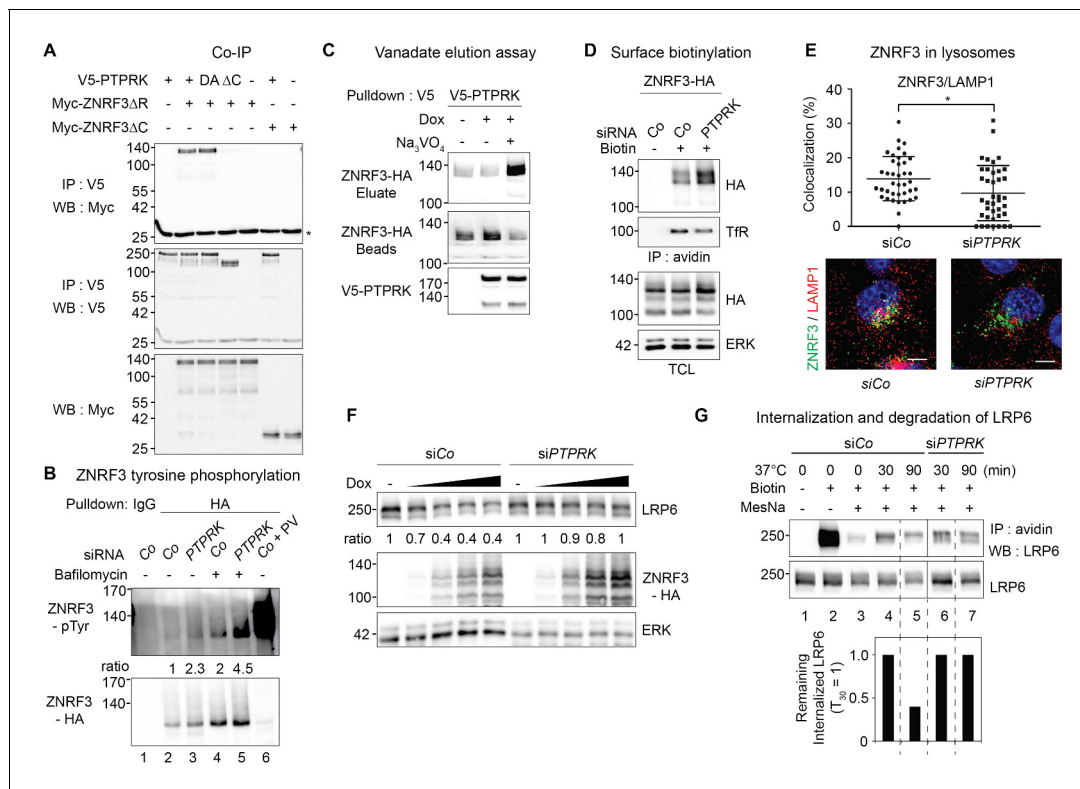 A
Co-IP
V5-PTPRK + + DA ΔC - + -
Myc-ZNRF3ΔR - + + + + - -
Myc-ZNRF3ΔC - - - - - + +
140
55
42
25
IP : V5
WB : Myc
*
250
140
55
42
25
IP : V5
WB : V5
140
55
42
25
WB : Myc
B
ZNRF3 tyrosine phosphorylation
Pulldown: IgG HA
siRNA Co Co PTPRK Co PTPRK Co + PV
Bafilomycin - - - + + -
170
140
ZNRF3
- pTyr
ratio 1 2.3 2 4.5
170
140
ZNRF3
- HA
1 2 3 4 5 6
C
Vanadate elution assay
Pulldown : V5 V5-PTPRK
Dox - + +
Na3VO4 - - +
140
ZNRF3-HA
Eluate
140
ZNRF3-HA
Beads
100
170
140
V5-PTPRK
100
D
Surface biotinylation
ZNRF3-HA
siRNA Co Co PTPRK
Biotin - + +
140
HA
100
100
TfR
IP : avidin
140
HA
100
42
ERK
TCL
E
ZNRF3 in lysosomes
ZNRF3/LAMP1
*
Colocalization (%)
40
30
20
10
0
siCo siPTPRK
ZNRF3 / LAMP1
siCo siPTPRK
F
siCo siPTPRK
Dox - -
250
LRP6
ratio 1 0.7 0.4 0.4 0.4 1 1 0.9 0.8 1
140
ZNRF3
- HA
100
42
ERK
G
Internalization and degradation of LRP6
siCo siPTPRK
37°C 0 0 0 30 90 30 90 (min)
Biotin - + + + + + +
MesNa - - + + + + +
250
IP : avidin
WB : LRP6
250
LRP6
1 2 3 4 5 6 7
Remaining
Internalized LRP6
(T30 = 1)
1.0
0.5
0